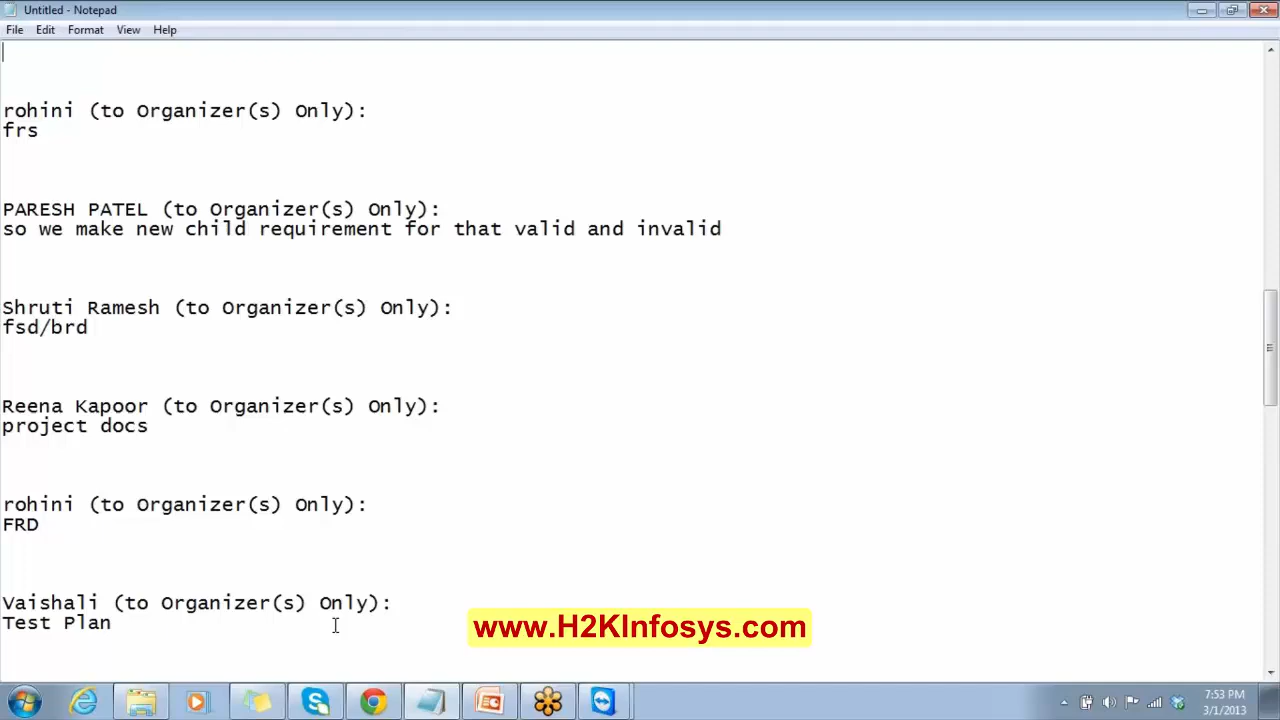 Untitled - Notepad
File Edit Format View Help
rohini (to Organizer(s) Only):
frs
PARESH PATEL (to Organizer(s) Only):
so we make new child requirement for that valid and invalid
Shruti Ramesh (to Organizer(s) Only):
fsd/brd
Reena Kapoor (to Organizer(s) Only):
project docs
rohini (to Organizer(s) Only):
FRD
Vaishali (to Organizer(s) Only):
Test Plan
www.H2KInfosys.com
7:53 PM
3/1/2013